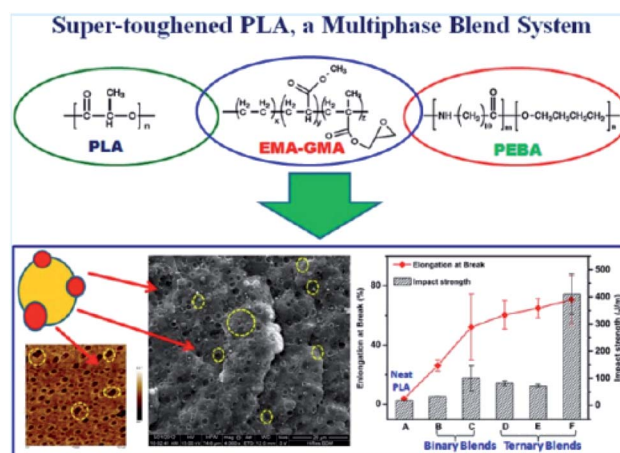 Super-toughened PLA, a Multiphase Blend System
PLA
EMA-GMA
PEBA
Elongation at Break
Impact strength
Enlongation at Break (%)
Impact strength (J/m)
80
40
0
500
400
300
200
100
0
Neat
PLA
A B C D E F
Binary Blends Ternary Blends